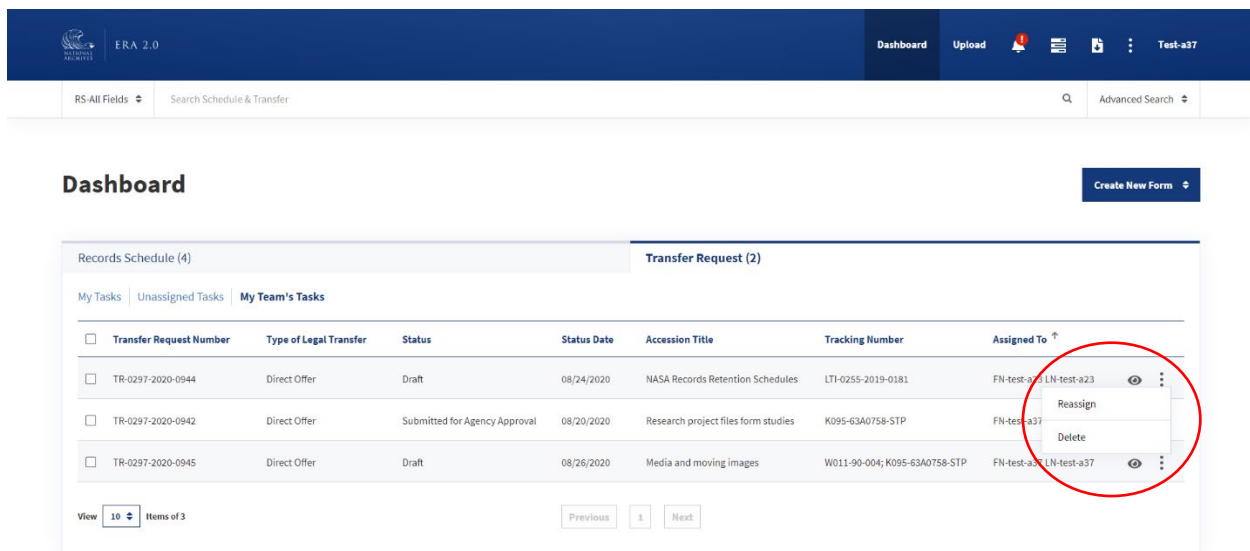 NATIONAL ARCHIVES ERA 2.0 Dashboard Upload ! Test-a37
RS-All Fields Search Schedule & Transfer Advanced Search
Dashboard Create New Form
Records Schedule (4) Transfer Request (2)
My Tasks Unassigned Tasks My Team's Tasks
Transfer Request Number Type of Legal Transfer Status Status Date Accession Title Tracking Number Assigned To
TR-0297-2020-0944 Direct Offer Draft 08/24/2020 NASA Records Retention Schedules LTI-0255-2019-0181 FN-test-a23 LN-test-a23
Reassign
TR-0297-2020-0942 Direct Offer Submitted for Agency Approval 08/20/2020 Research project files form studies K095-63A0758-STP FN-test-a37
Delete
TR-0297-2020-0945 Direct Offer Draft 08/26/2020 Media and moving images W011-90-004; K095-63A0758-STP FN-test-a37 LN-test-a37
View 10 Items of 3 Previous 1 Next